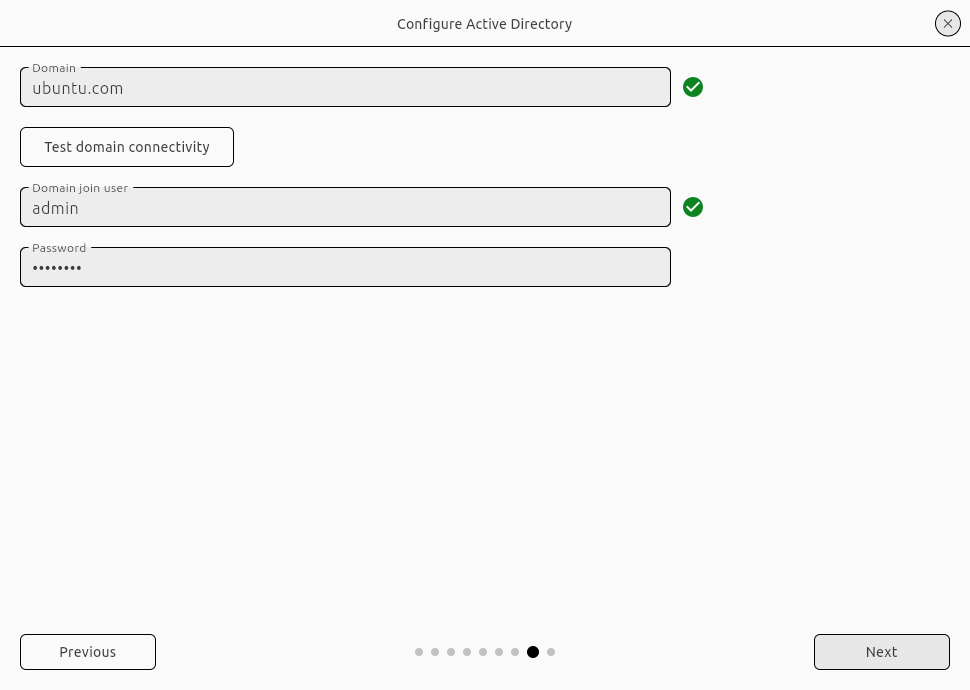 Configure Active Directory
Domain
ubuntu.com
Test domain connectivity
Domain join user
admin
Password
••••••••
Previous
Next